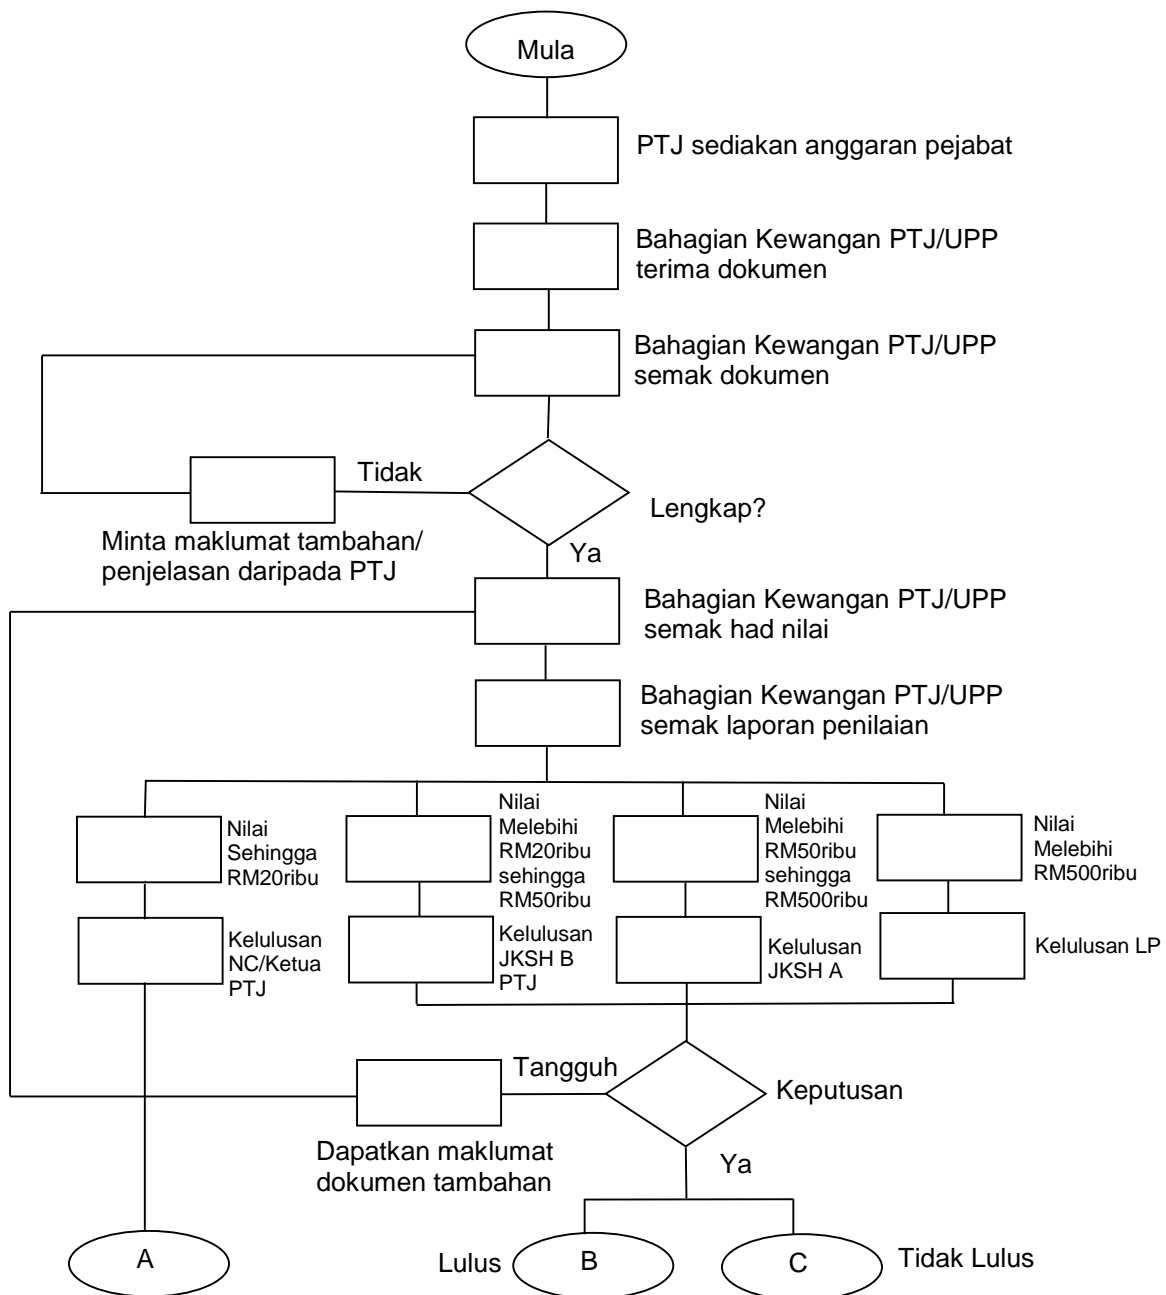 Mula
PTJ sediakan anggaran pejabat
Bahagian Kewangan PTJ/UPP
terima dokumen
Bahagian Kewangan PTJ/UPP
semak dokumen
Tidak
Lengkap?
Minta maklumat tambahan/
penjelasan daripada PTJ
Ya
Bahagian Kewangan PTJ/UPP
semak had nilai
Bahagian Kewangan PTJ/UPP
semak laporan penilaian
Nilai
Sehingga
RM20ribu
Nilai
Melebihi
RM20ribu
sehingga
RM50ribu
Nilai
Melebihi
RM50ribu
sehingga
RM500ribu
Nilai
Melebihi
RM500ribu
Kelulusan
NC/Ketua
PTJ
Kelulusan
JKSH B
PTJ
Kelulusan
JKSH A
Kelulusan LP
Tangguh
Keputusan
Dapatkan maklumat
dokumen tambahan
Ya
A
Lulus
B
C
Tidak Lulus